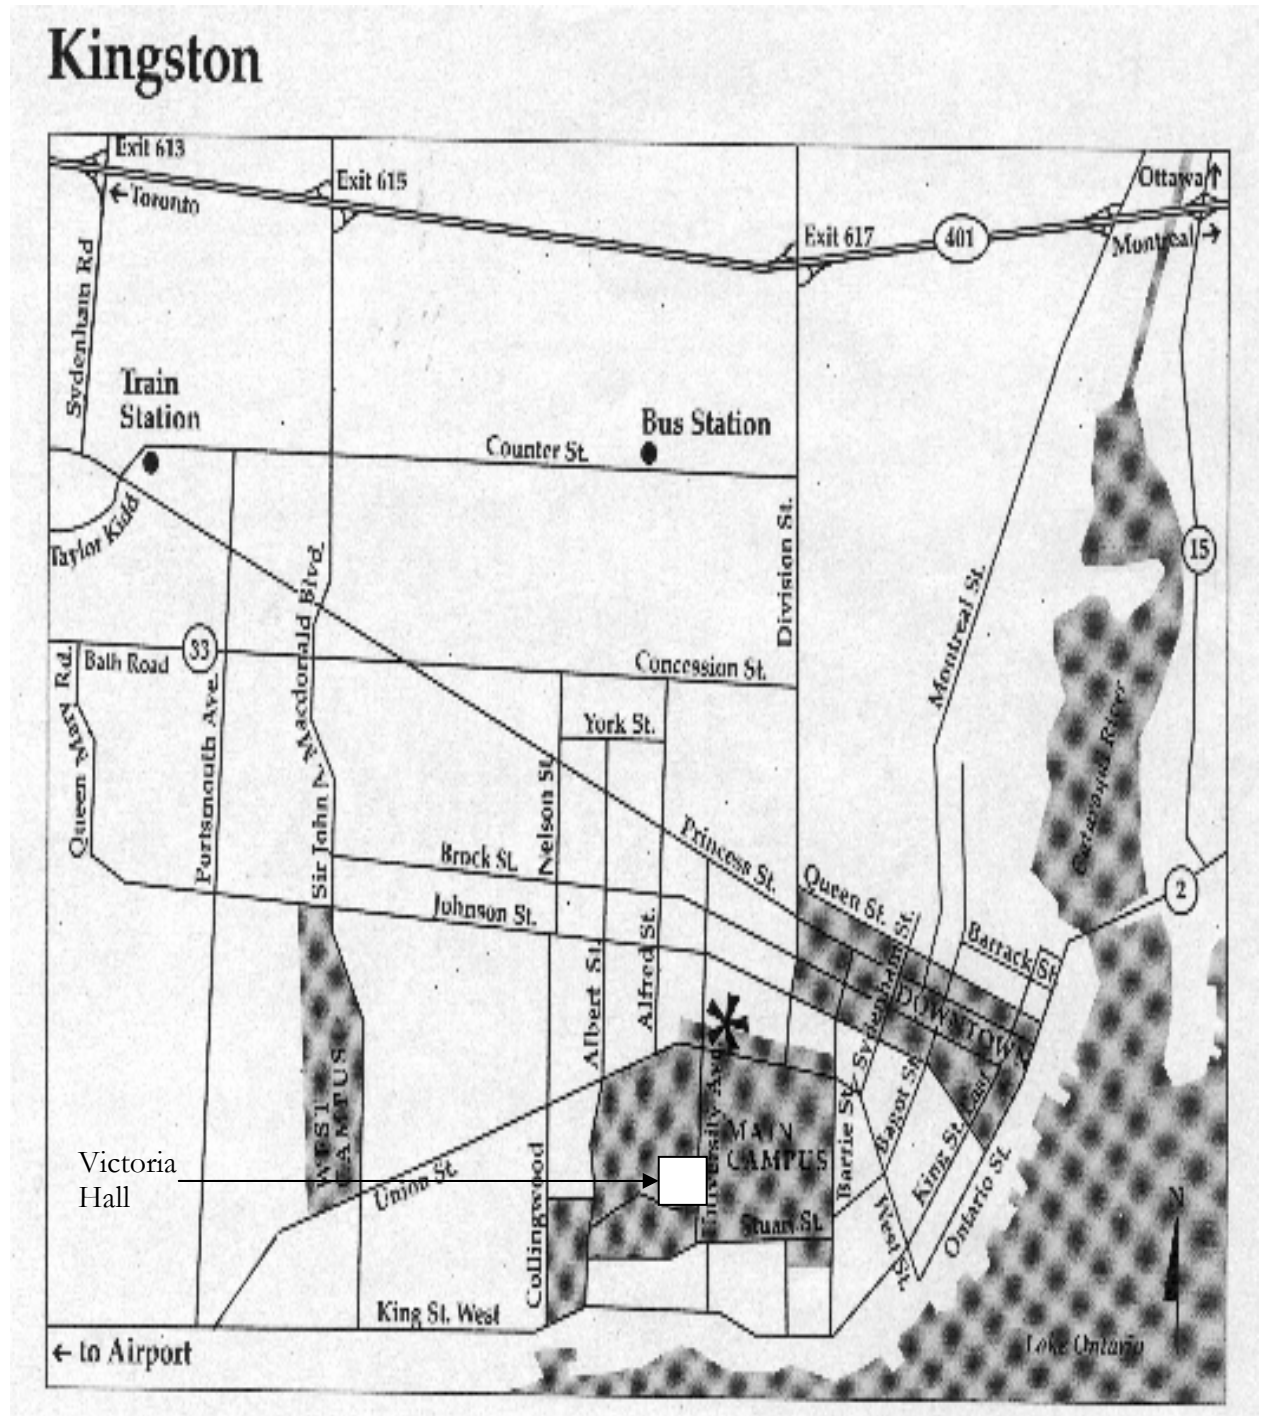 Kingston
Exit 613
← Toronto
Exit 615
Exit 617
401
Ottawa ↑
Montreal →
Sydenham Rd
Train
Station
Bus Station
Counter St.
Taylor Kidd
Division St.
15
Montreal St.
Macdonald Blvd.
Sir John N.
33
Bath Road
Concession St.
Queen Mary Rd.
Portsmouth Ave.
York St.
Nelson St.
Cataraqui River
Princess St.
Brock St.
Queen St.
2
Johnson St.
Barrack St
Sydenham St.
Albert St.
Alfred St.
DOWNTOWN
WEST
CAMPUS
University Ave.
MAIN
CAMPUS
Barrie St.
Bagot St.
King St.
East
Victoria
Hall
Union St.
Collingwood
Stuart St.
West St.
Ontario St.
N
King St. West
← to Airport
Lake Ontario